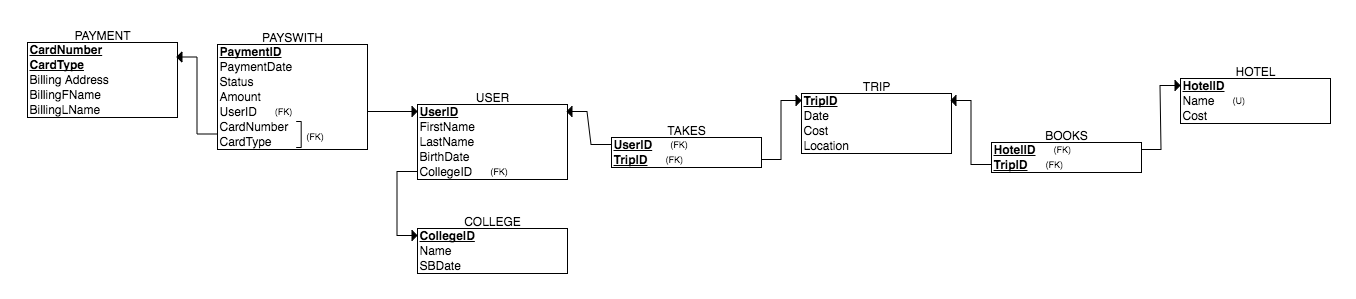 PAYMENT
CardNumber
CardType
Billing Address
BillingFName
BillingLName
PAYSWITH
PaymentID
PaymentDate
Status
Amount
UserID (FK)
CardNumber
CardType
(FK)
USER
UserID
FirstName
LastName
BirthDate
CollegeID (FK)
COLLEGE
CollegeID
Name
SBDate
TAKES
UserID (FK)
TripID (FK)
TRIP
TripID
Date
Cost
Location
BOOKS
HotelID (FK)
TripID (FK)
HOTEL
HotelID
Name (U)
Cost